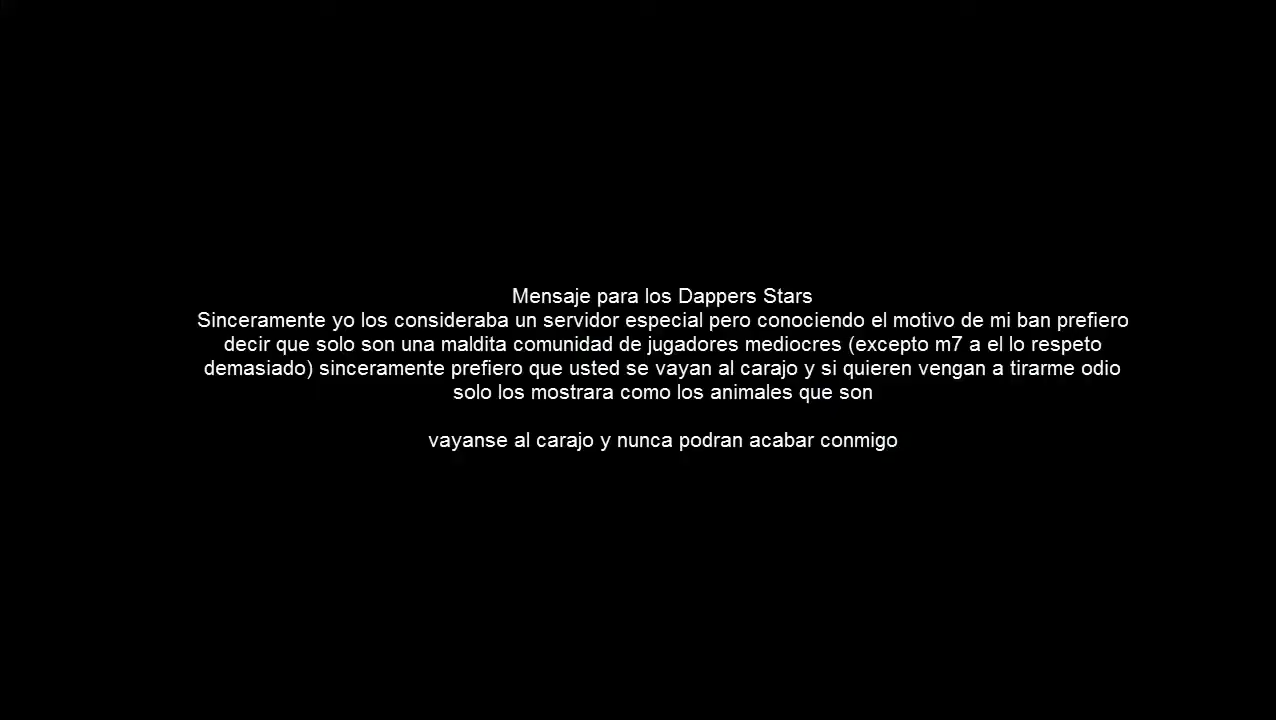 Mensaje para los Dappers Stars
Sinceramente yo los consideraba un servidor especial pero conociendo el motivo de mi ban prefiero
decir que solo son una maldita comunidad de jugadores mediocres (excepto m7 a el lo respeto
demasiado) sinceramente prefiero que usted se vayan al carajo y si quieren vengan a tirarme odio
solo los mostrara como los animales que son
vayanse al carajo y nunca podran acabar conmigo